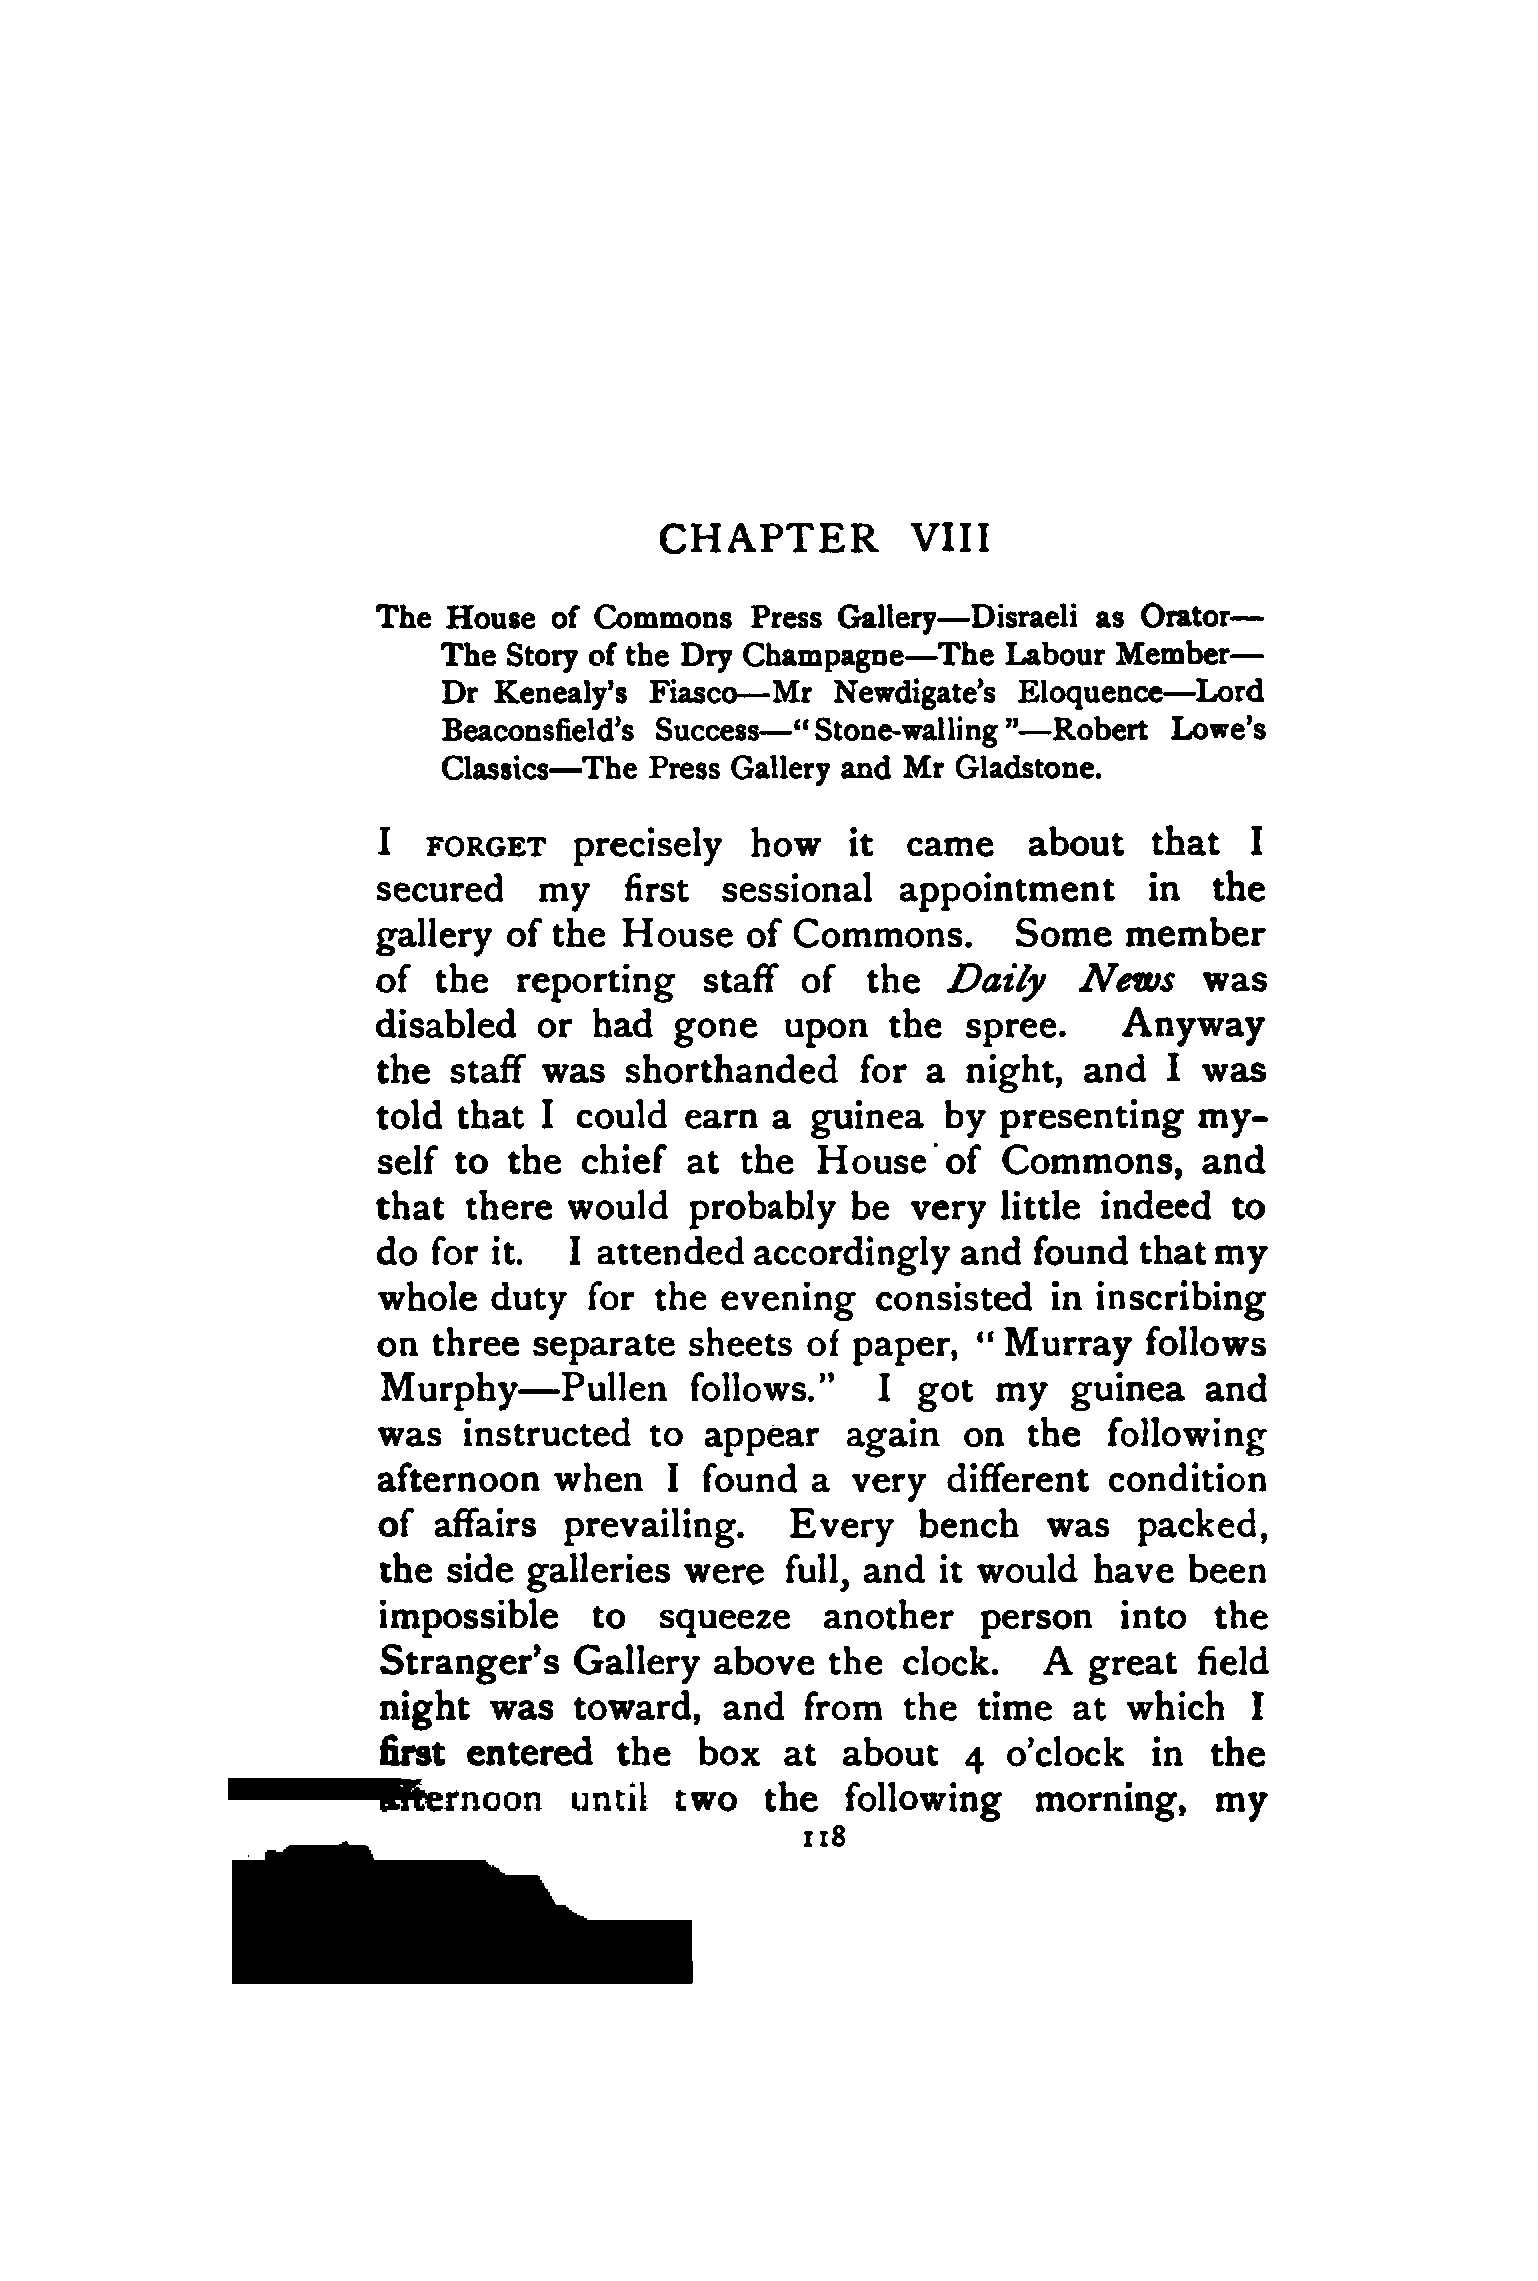 CHAPTER VIII
The House of Commons Press Gallery—Disraeli as Orator—
The Story of the Dry Champagne—The Labour Member—
Dr Kenealy's Fiasco—Mr Newdigate's Eloquence—Lord
Beaconsfield's Success—“Stone-walling”—Robert Lowe's
Classics—The Press Gallery and Mr Gladstone.
I FORGET precisely how it came about that I
secured my first sessional appointment in the
gallery of the House of Commons. Some member
of the reporting staff of the Daily News was
disabled or had gone upon the spree. Anyway
the staff was shorthanded for a night, and I was
told that I could earn a guinea by presenting my-
self to the chief at the House of Commons, and
that there would probably be very little indeed to
do for it. I attended accordingly and found that my
whole duty for the evening consisted in inscribing
on three separate sheets of paper, “Murray follows
Murphy—Pullen follows.” I got my guinea and
was instructed to appear again on the following
afternoon when I found a very different condition
of affairs prevailing. Every bench was packed,
the side galleries were full, and it would have been
impossible to squeeze another person into the
Stranger's Gallery above the clock. A great field
night was toward, and from the time at which I
first entered the box at about 4 o'clock in the
afternoon until two the following morning, my
118